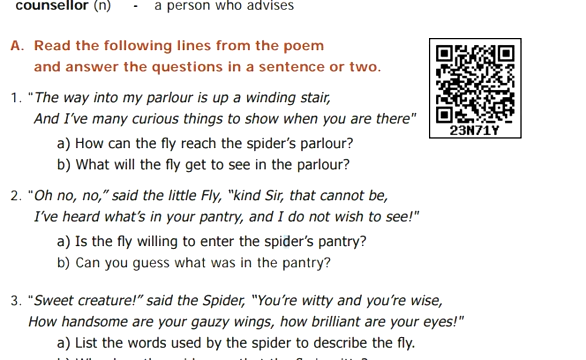 counsellor (n) - a person who advises
A. Read the following lines from the poem
and answer the questions in a sentence or two.
23N71Y
1. "The way into my parlour is up a winding stair,
And I've many curious things to show when you are there"
a) How can the fly reach the spider's parlour?
b) What will the fly get to see in the parlour?
2. "Oh no, no," said the little Fly, "kind Sir, that cannot be,
I've heard what's in your pantry, and I do not wish to see!"
a) Is the fly willing to enter the spider's pantry?
b) Can you guess what was in the pantry?
3. "Sweet creature!" said the Spider, "You're witty and you're wise,
How handsome are your gauzy wings, how brilliant are your eyes!"
a) List the words used by the spider to describe the fly.